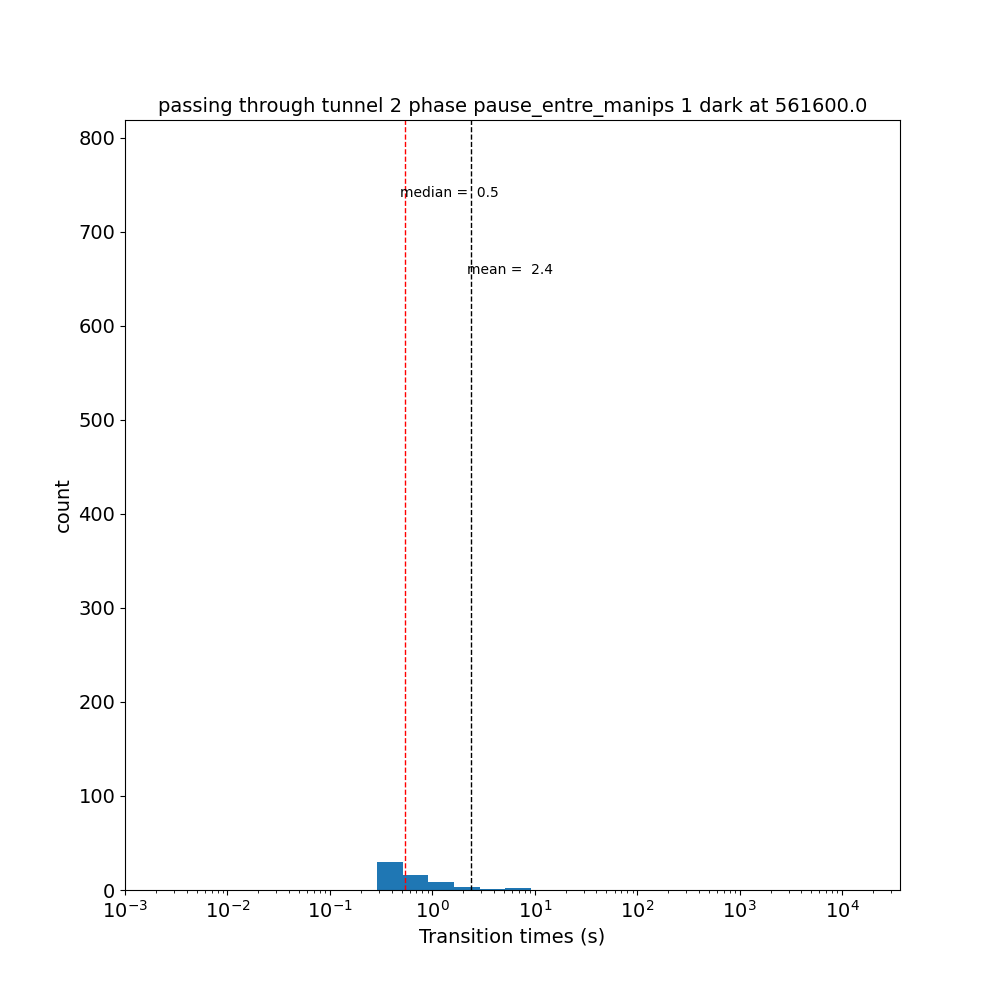 passing through tunnel 2 phase pause_entre_manips 1 dark at 561600.0
800
median =  0.5
700
mean =  2.4
600
500
count
400
300
200
100
0
10⁻³ 10⁻² 10⁻¹ 10⁰ 10¹ 10² 10³ 10⁴
Transition times (s)